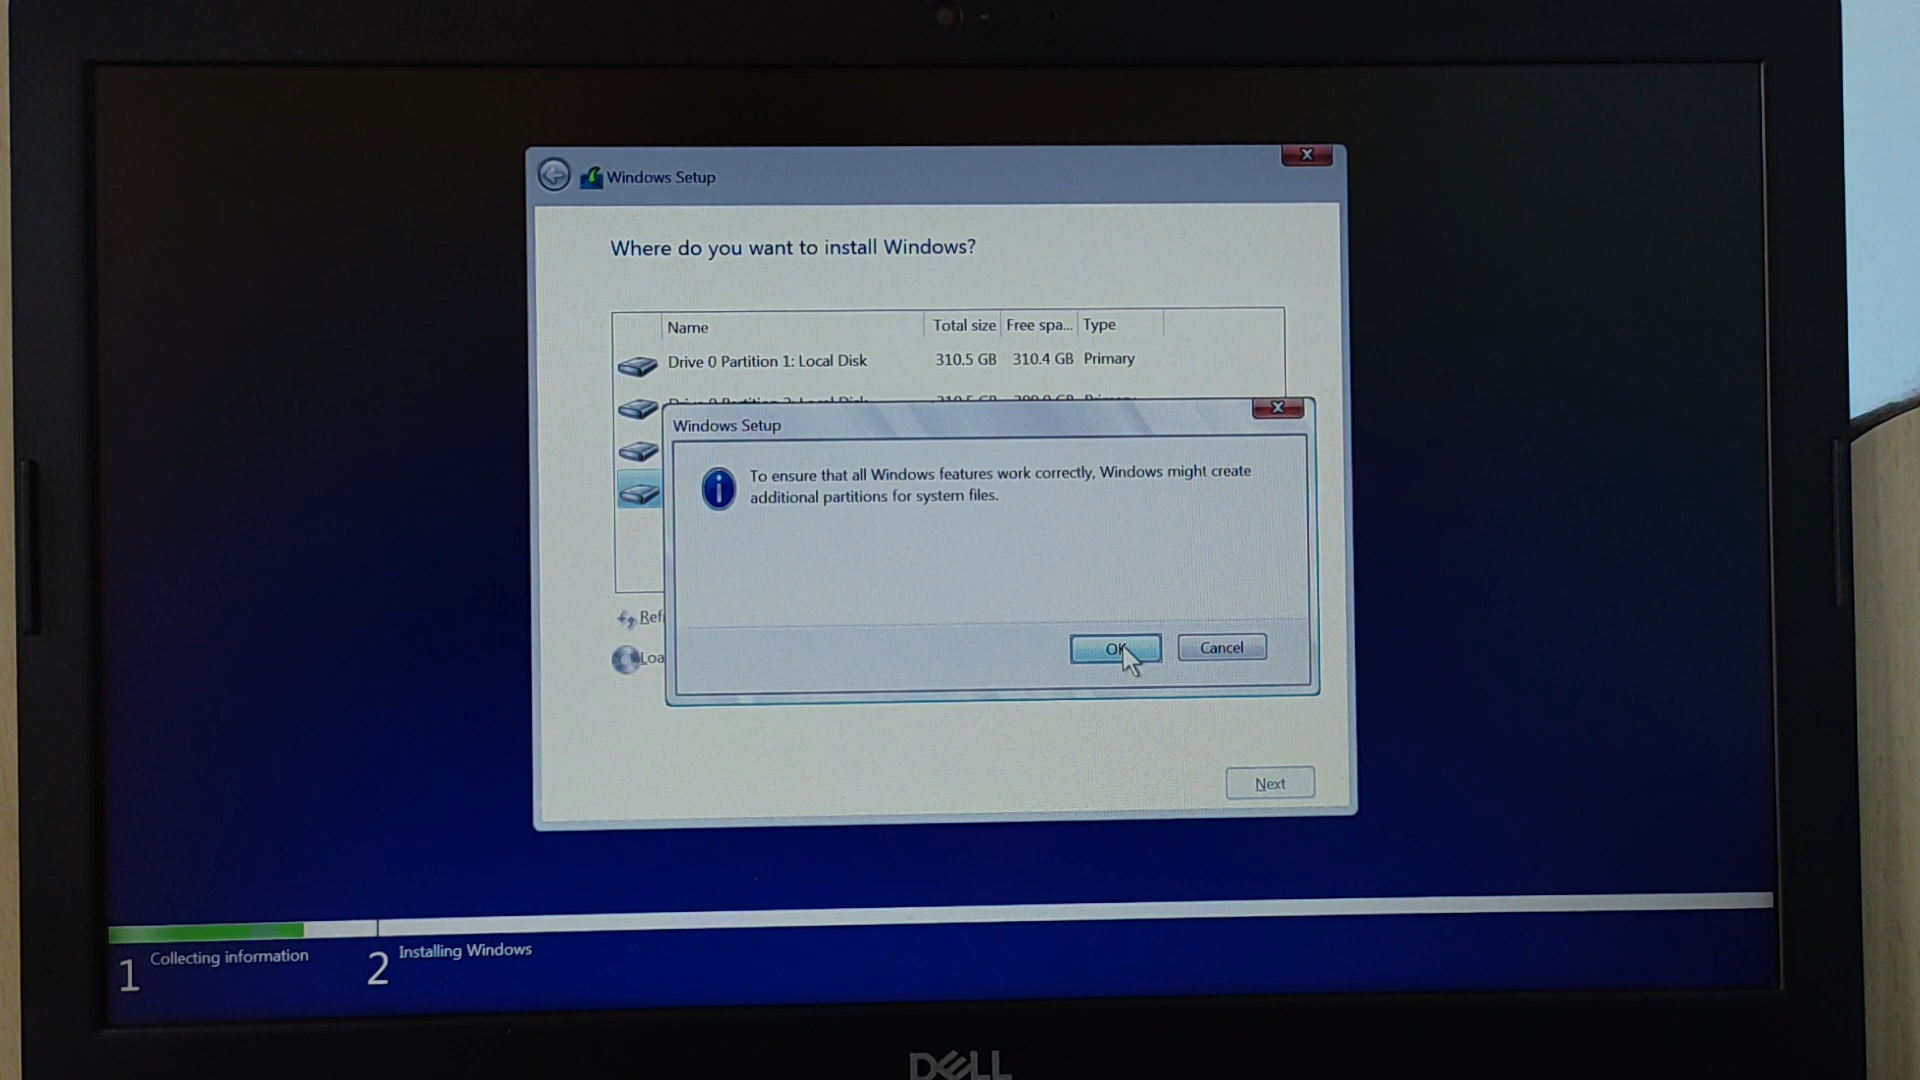 Windows Setup
Where do you want to install Windows?
Name Total size Free spa... Type
Drive 0 Partition 1: Local Disk 310.5 GB 310.4 GB Primary
Windows Setup
To ensure that all Windows features work correctly, Windows might create
additional partitions for system files.
Ref
Loa
OK Cancel
Next
1 Collecting information 2 Installing Windows
DELL